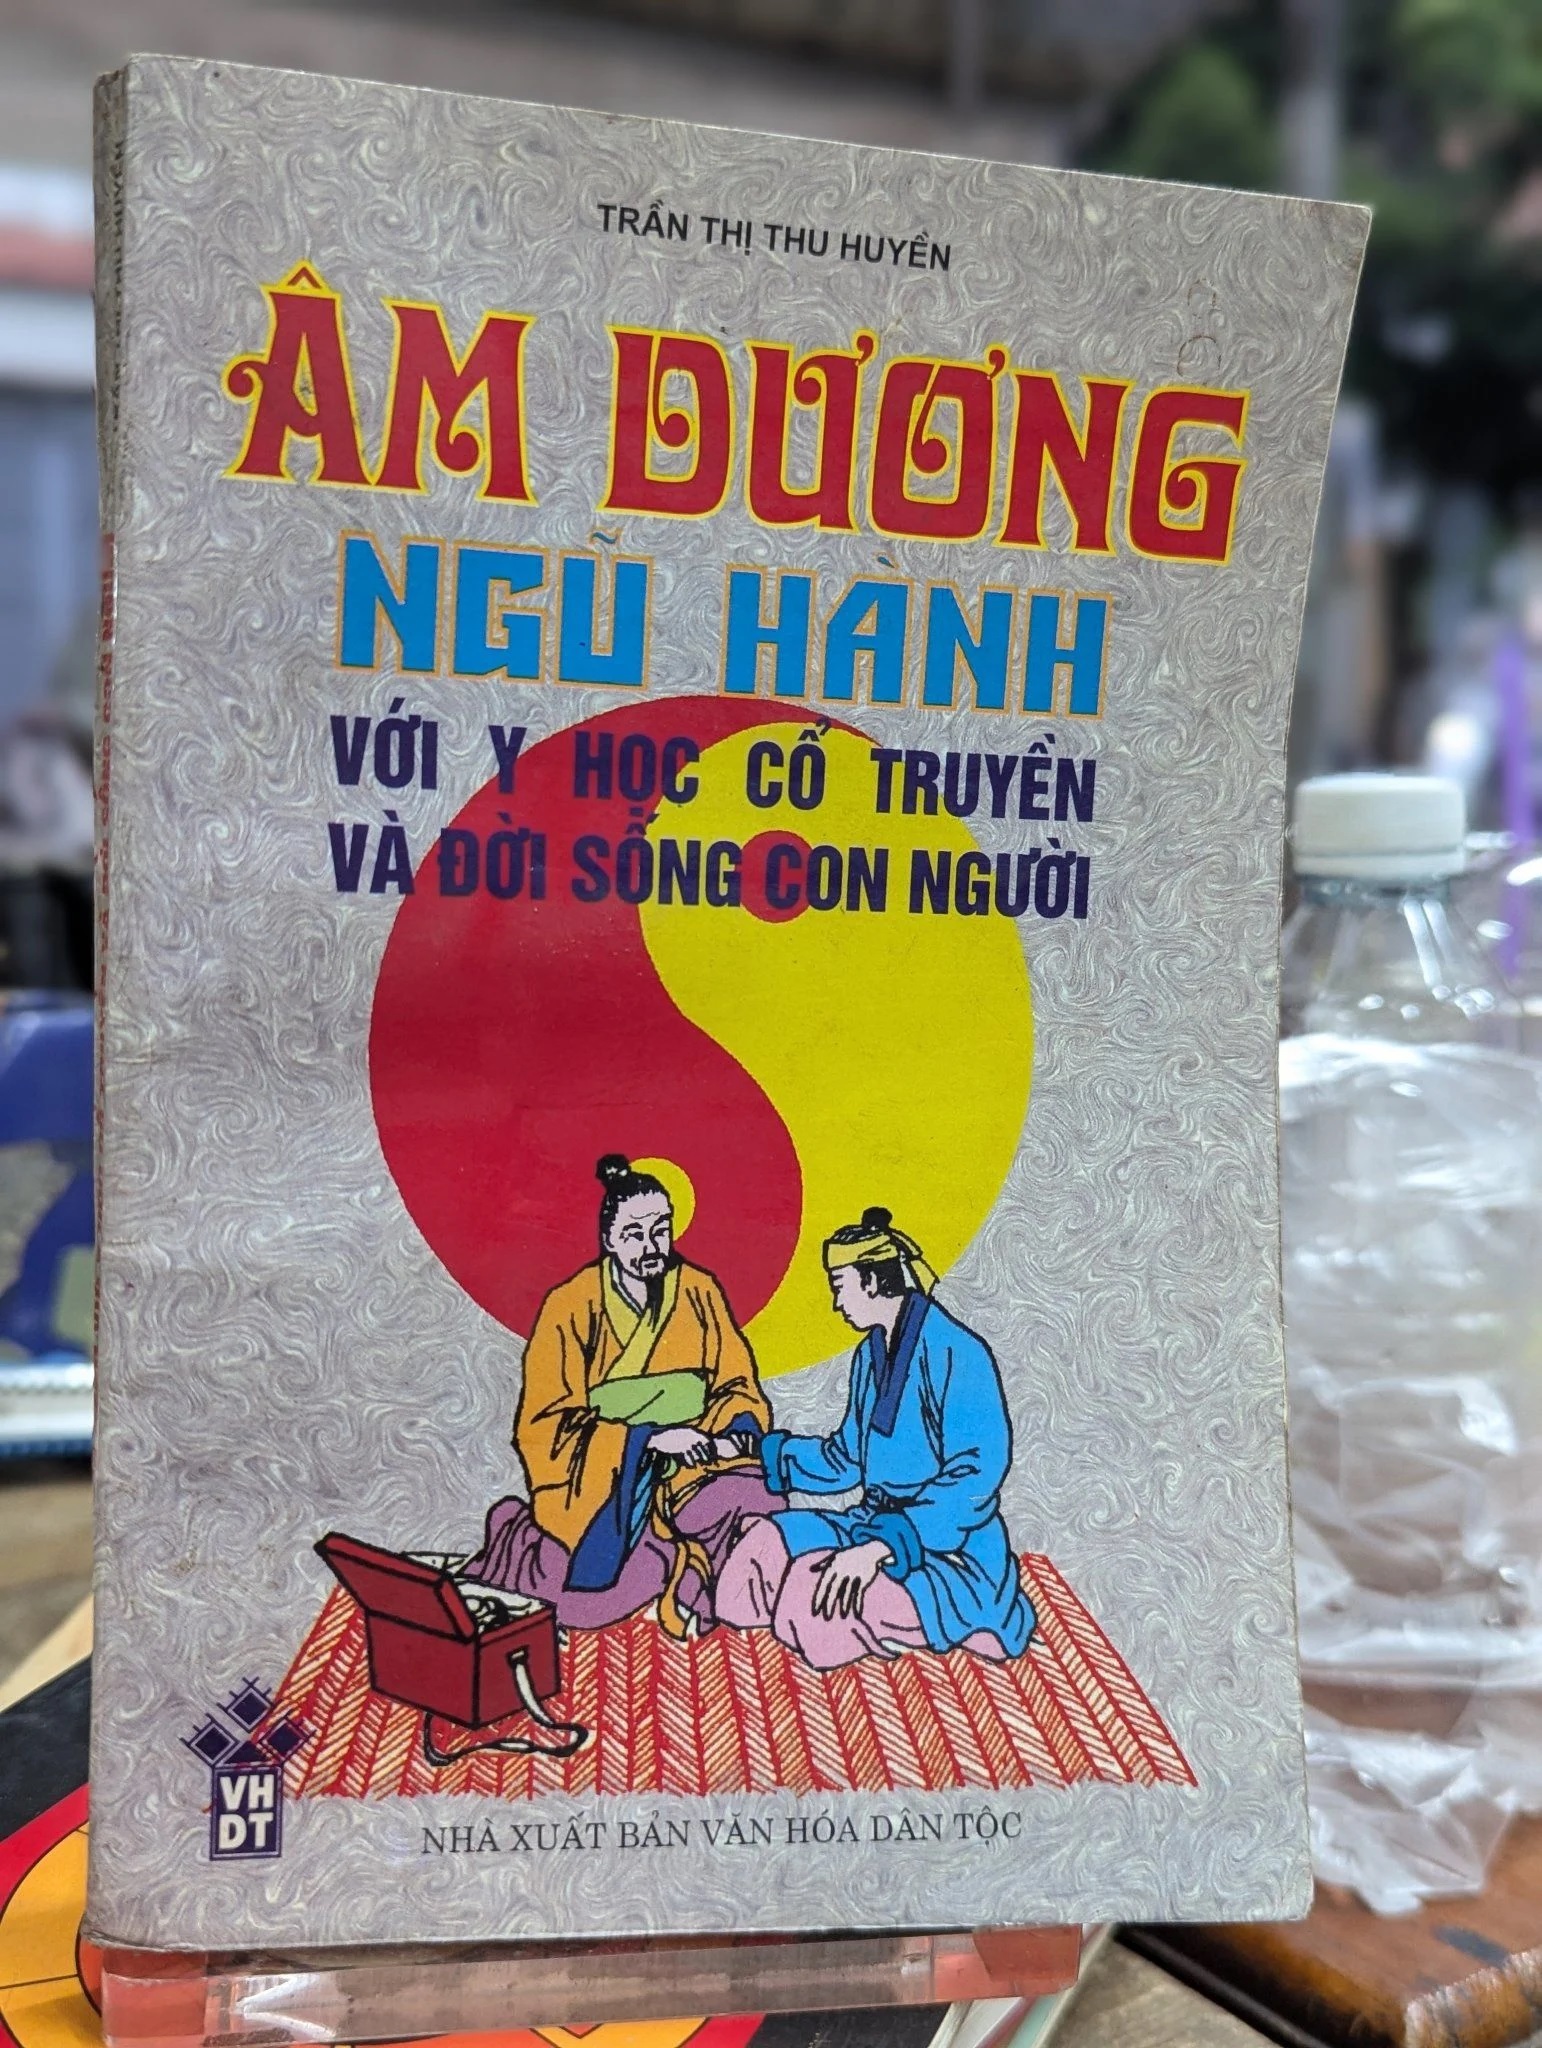 TRẦN THỊ THU HUYỀN
ÂM DƯƠNG
NGŨ HÀNH
VỚI Y HỌC CỔ TRUYỀN
VÀ ĐỜI SỐNG CON NGƯỜI
VH
DT
NHÀ XUẤT BẢN VĂN HÓA DÂN TỘC